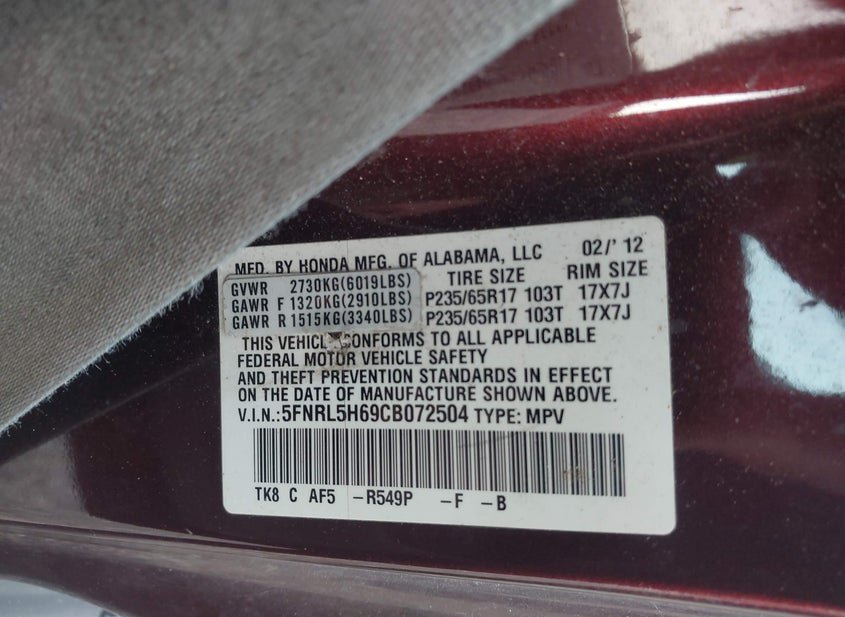 MFD. BY HONDA MFG. OF ALABAMA, LLC 02/' 12
GVWR 2730KG(6019LBS) TIRE SIZE RIM SIZE
GAWR F 1320KG(2910LBS) P235/65R17 103T 17X7J
GAWR R 1515KG(3340LBS) P235/65R17 103T 17X7J
THIS VEHICLE CONFORMS TO ALL APPLICABLE
FEDERAL MOTOR VEHICLE SAFETY
AND THEFT PREVENTION STANDARDS IN EFFECT
ON THE DATE OF MANUFACTURE SHOWN ABOVE.
V.I.N.:5FNRL5H69CB072504 TYPE: MPV
TK8 C AF5 -R549P -F -B